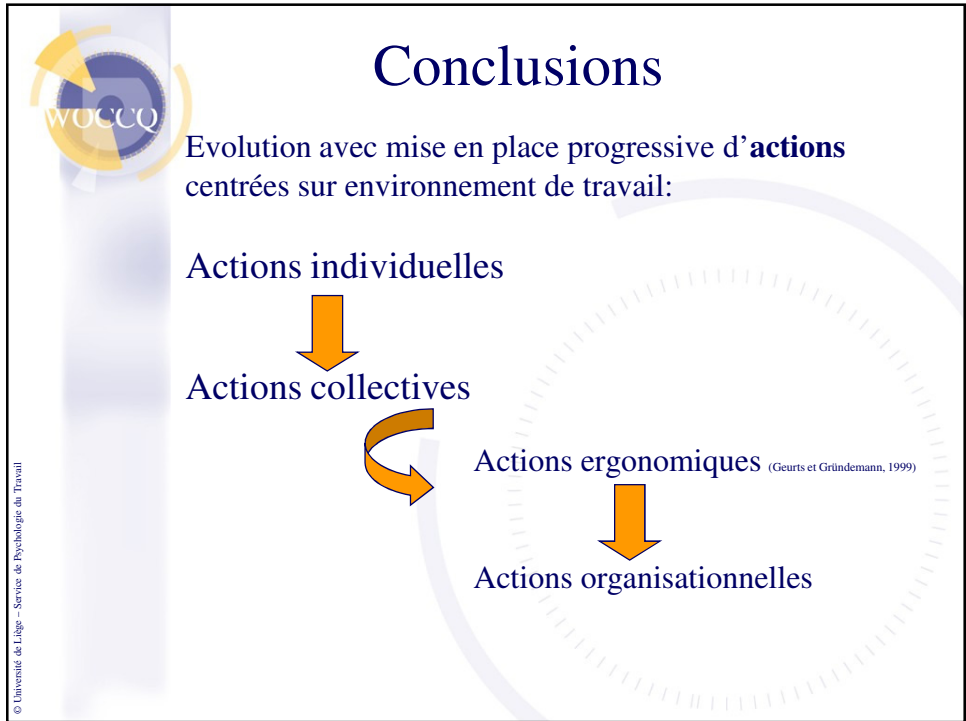 Conclusions
WOCCQ
Evolution avec mise en place progressive d’actions
centrées sur environnement de travail:
Actions individuelles
Actions collectives
Actions ergonomiques (Geurts et Gründemann, 1999)
Actions organisationnelles
© Université de Liège – Service de Psychologie du Travail